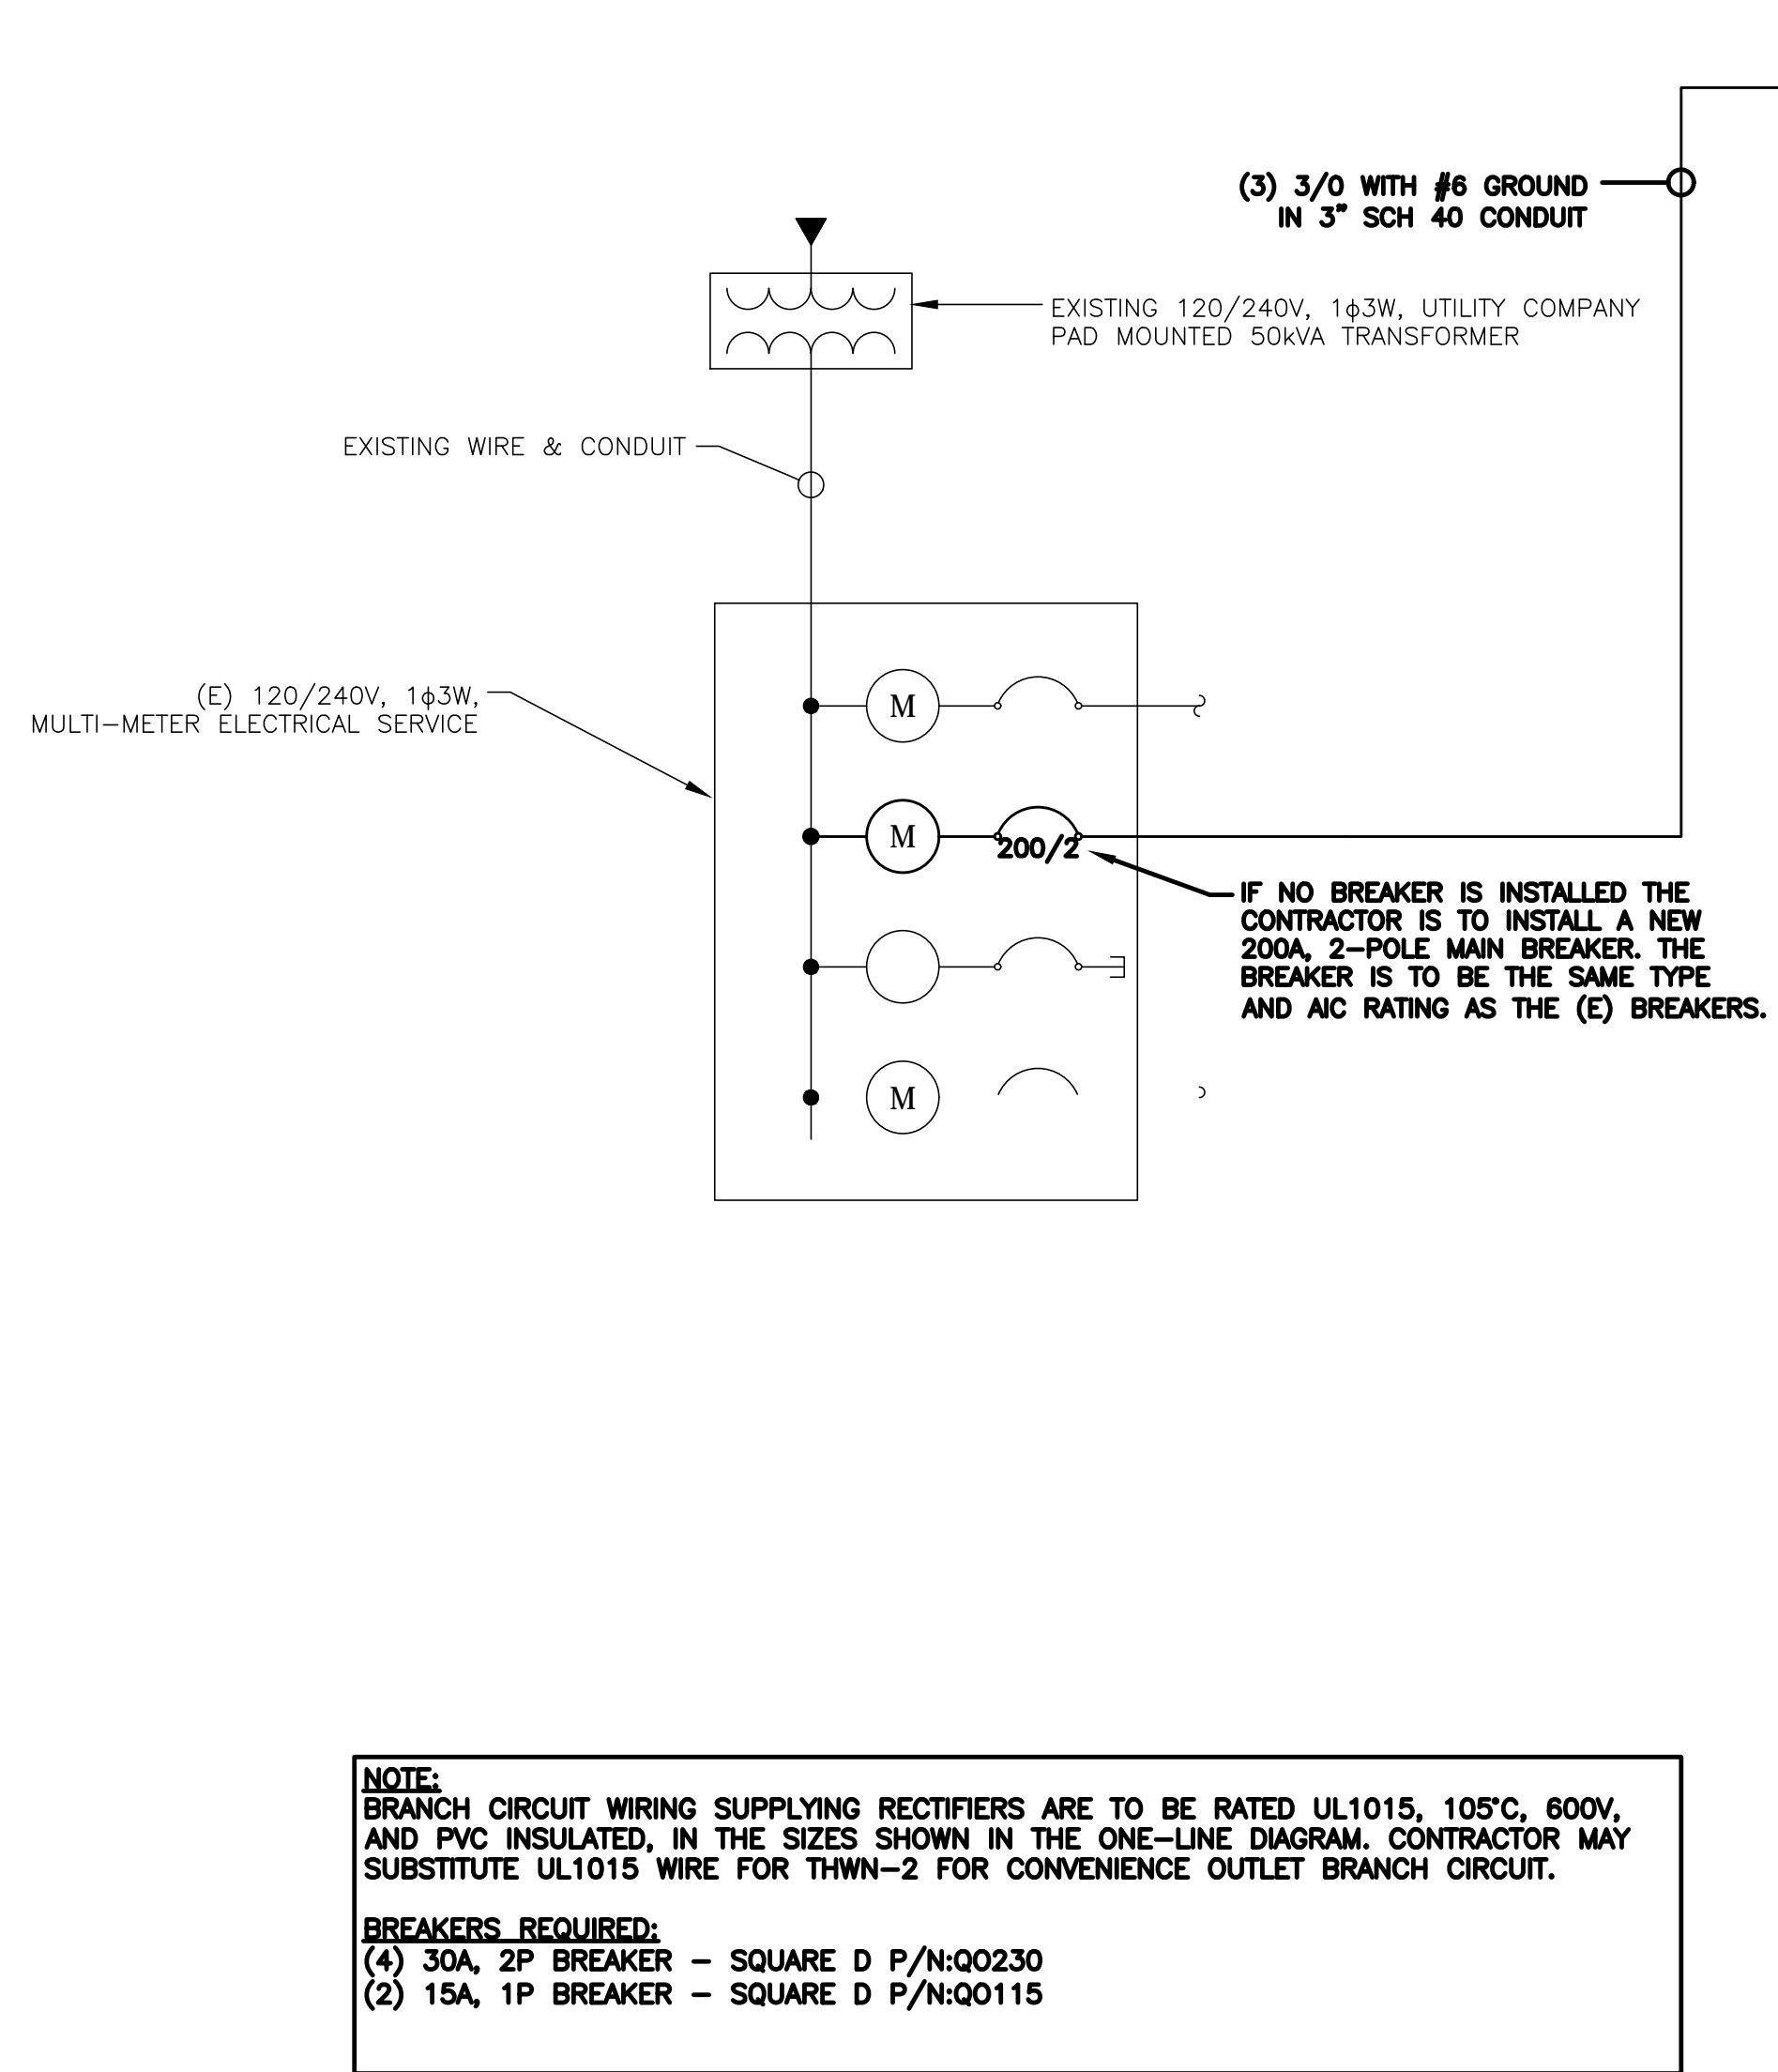 (3) 3/0 WITH #6 GROUND
IN 3" SCH 40 CONDUIT
EXISTING 120/240V, 1ϕ3W, UTILITY COMPANY
PAD MOUNTED 50kVA TRANSFORMER
EXISTING WIRE & CONDUIT
(E) 120/240V, 1ϕ3W,
MULTI-METER ELECTRICAL SERVICE
M
M
200/2
IF NO BREAKER IS INSTALLED THE
CONTRACTOR IS TO INSTALL A NEW
200A, 2-POLE MAIN BREAKER. THE
BREAKER IS TO BE THE SAME TYPE
AND AIC RATING AS THE (E) BREAKERS.
M
NOTE:
BRANCH CIRCUIT WIRING SUPPLYING RECTIFIERS ARE TO BE RATED UL1015, 105°C, 600V,
AND PVC INSULATED, IN THE SIZES SHOWN IN THE ONE-LINE DIAGRAM. CONTRACTOR MAY
SUBSTITUTE UL1015 WIRE FOR THWN-2 FOR CONVENIENCE OUTLET BRANCH CIRCUIT.
BREAKERS REQUIRED:
(4) 30A, 2P BREAKER - SQUARE D P/N:QO230
(2) 15A, 1P BREAKER - SQUARE D P/N:QO115